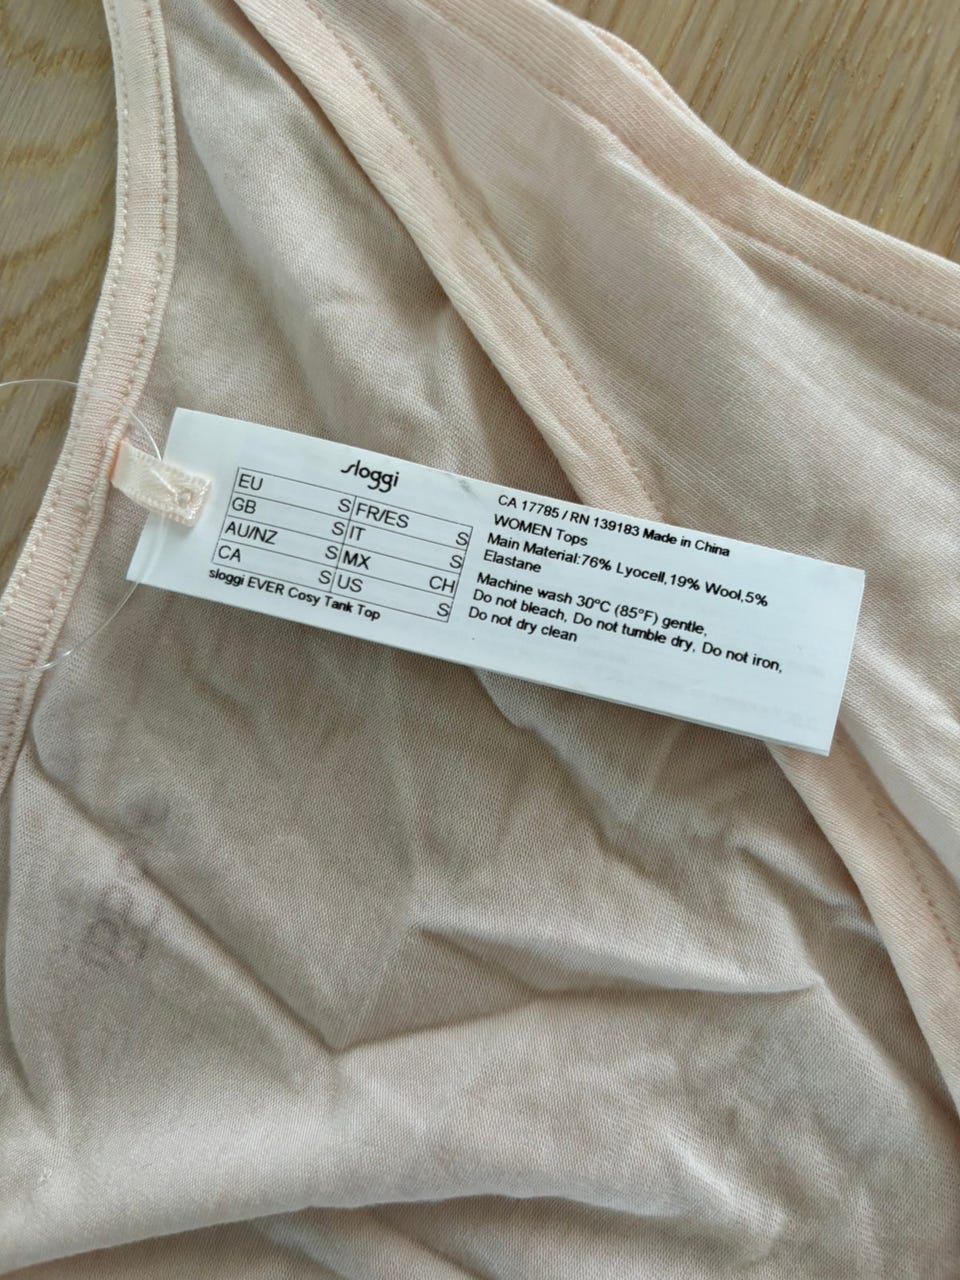 sloggi
EU S FR/ES S
GB S IT S
AU/NZ S MX CH
CA S US S
sloggi EVER Cosy Tank Top
CA 17785 / RN 139183 Made in China
WOMEN Tops
Main Material:76% Lyocell,19% Wool,5%
Elastane
Machine wash 30°C (85°F) gentle,
Do not bleach, Do not tumble dry, Do not iron,
Do not dry clean